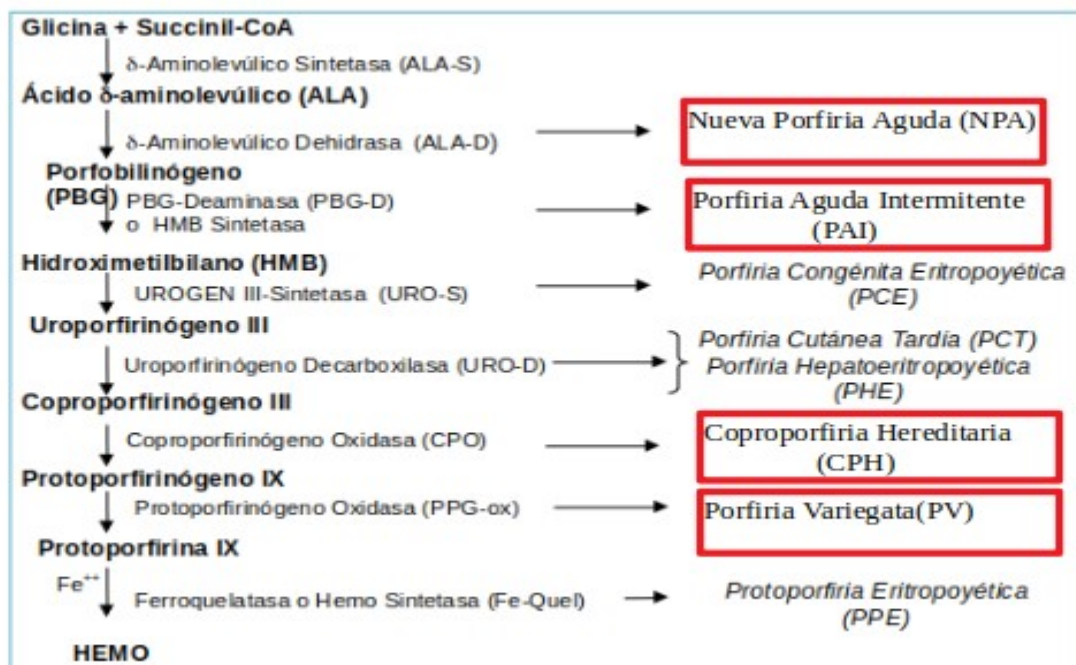 Glicina + Succinil-CoA
δ-Aminolevúlico Sintetasa (ALA-S)
Ácido δ-aminolevúlico (ALA)
δ-Aminolevúlico Dehidrasa (ALA-D)
Nueva Porfiria Aguda (NPA)
Porfobilinógeno
(PBG)
PBG-Deaminasa (PBG-D)
o HMB Sintetasa
Porfiria Aguda Intermitente
(PAI)
Hidroximetilbilano (HMB)
UROGEN III-Sintetasa (URO-S)
Porfiria Congénita Eritropoyética
(PCE)
Uroporfirinógeno III
Uroporfirinógeno Decarboxilasa (URO-D)
Porfiria Cutánea Tardía (PCT)
Porfiria Hepatoeritropoyética
(PHE)
Coproporfirinógeno III
Coproporfirinógeno Oxidasa (CPO)
Coproporfiria Hereditaria
(CPH)
Protoporfirinógeno IX
Protoporfirinógeno Oxidasa (PPG-ox)
Porfiria Variegata(PV)
Protoporfirina IX
Fe++
Ferroquelatasa o Hemo Sintetasa (Fe-Quel)
Protoporfiria Eritropoyética
(PPE)
HEMO